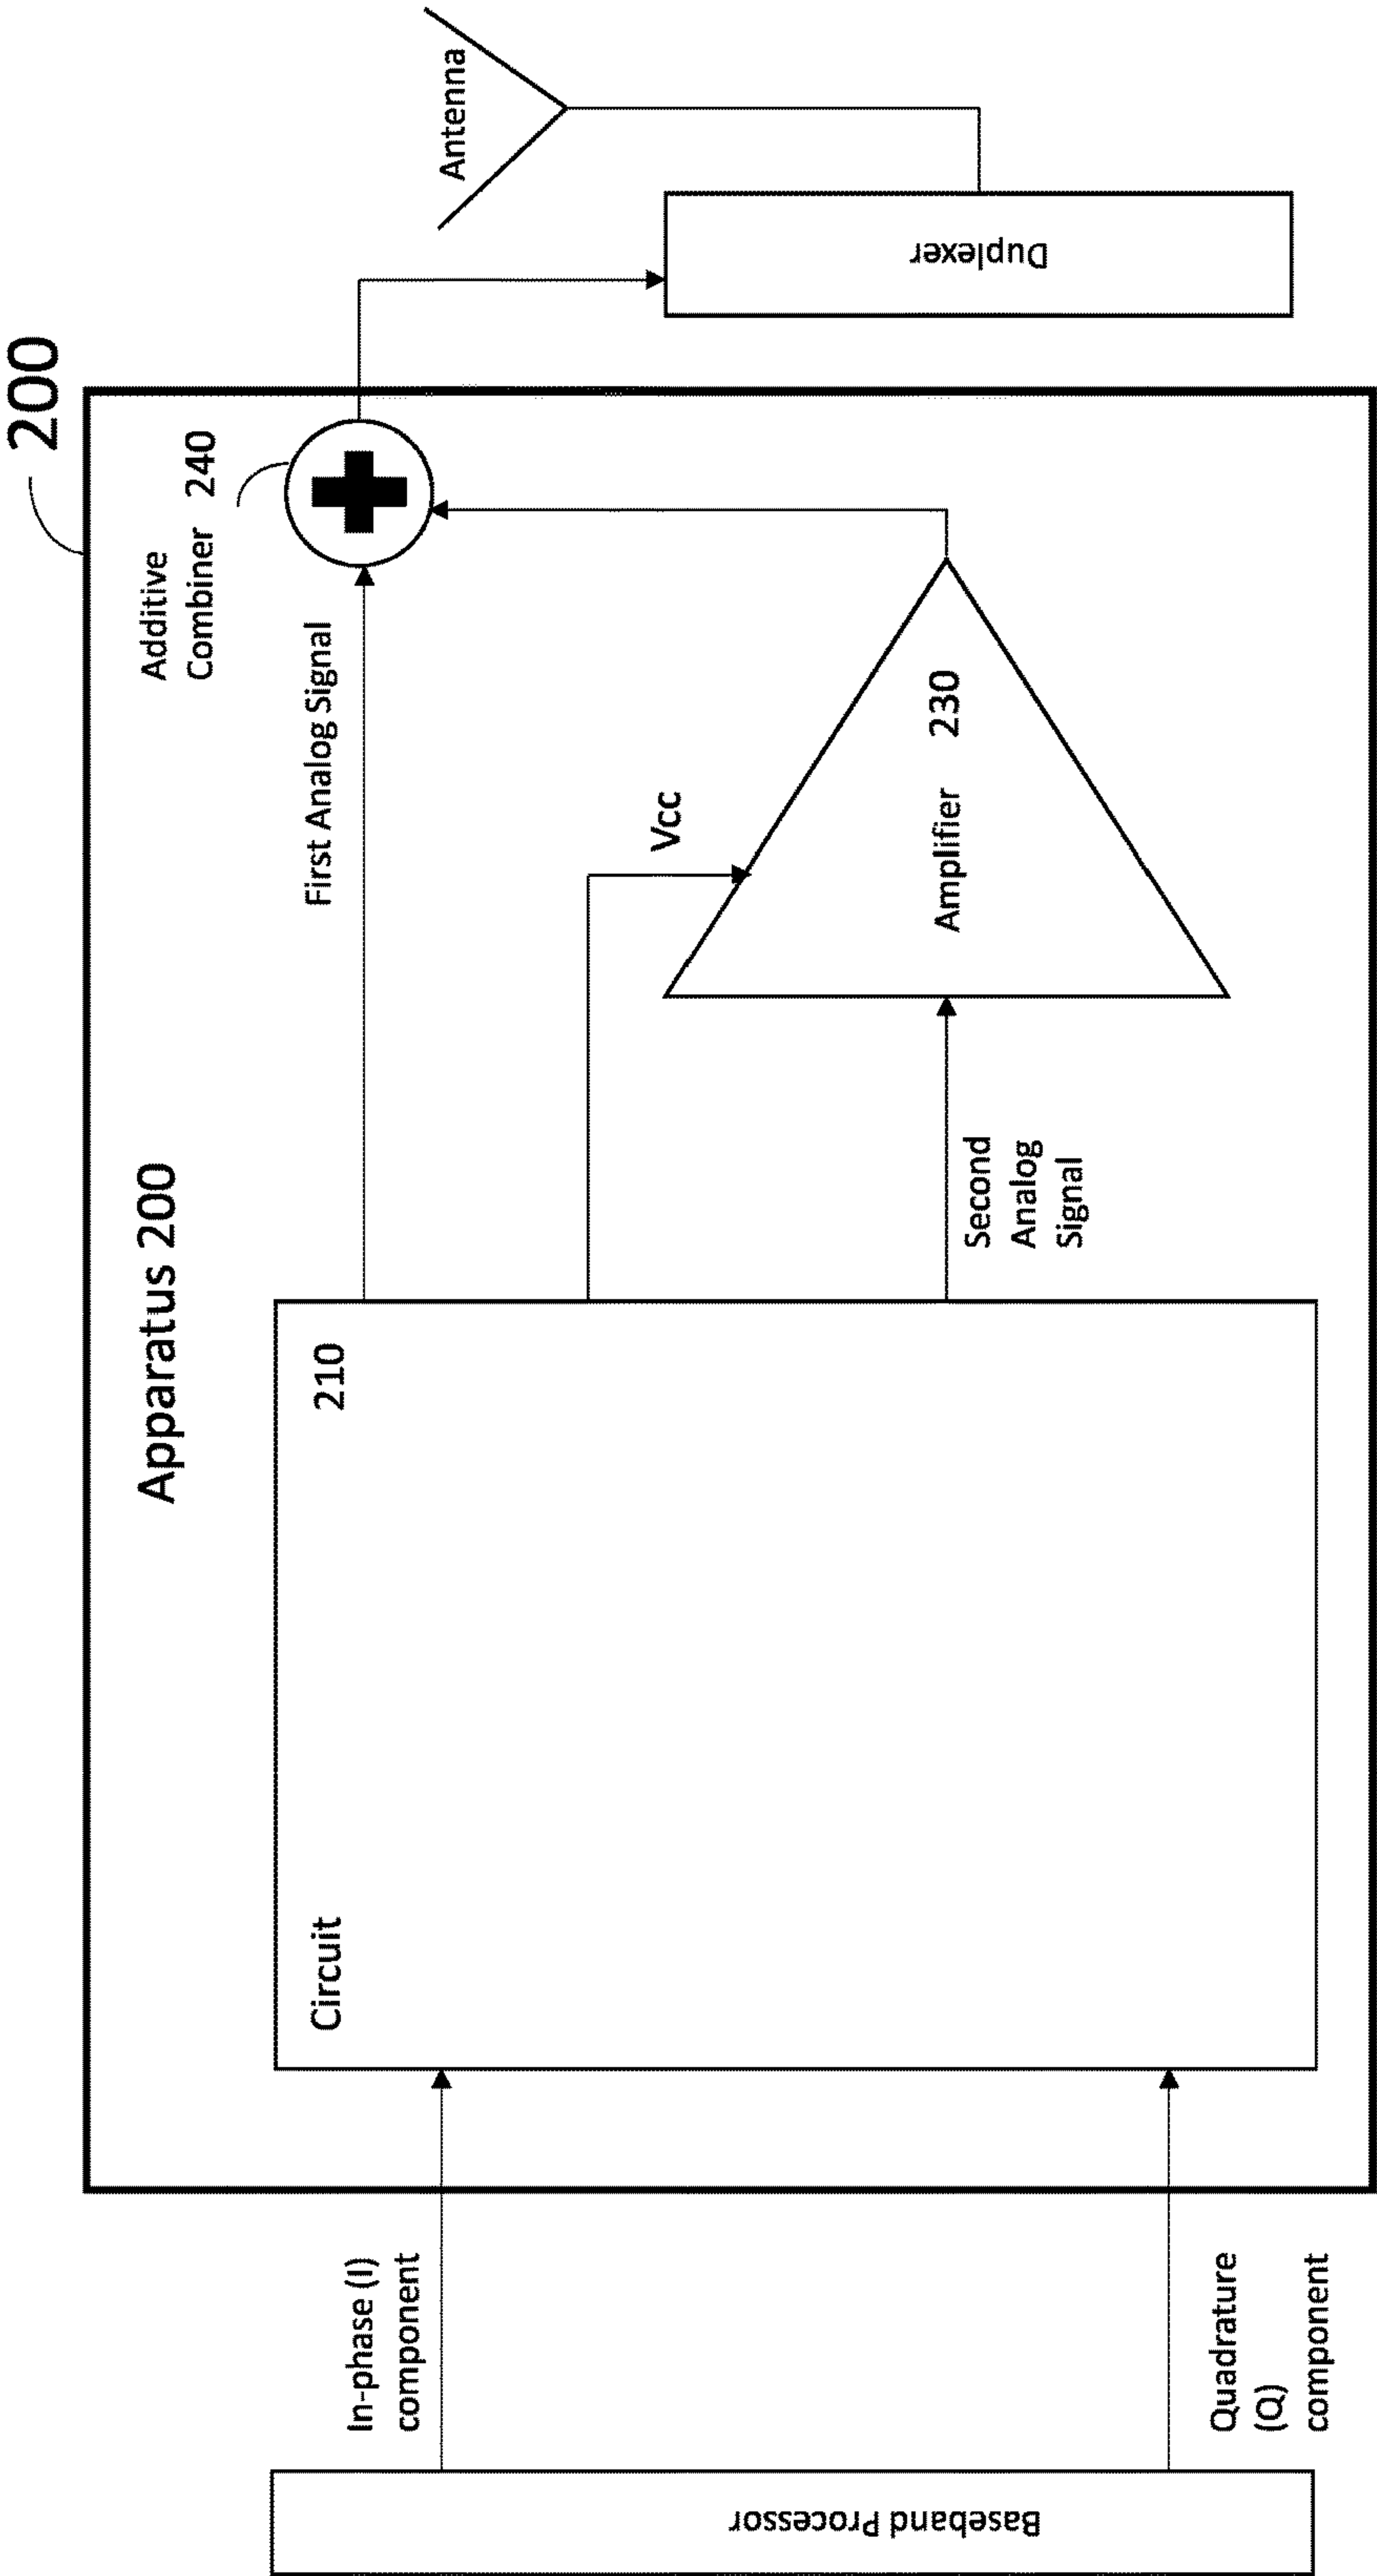 200
Apparatus 200
Additive
Combiner 240
First Analog Signal
Antenna
Circuit
210
Vcc
Amplifier 230
Second
Analog
Signal
In-phase (I)
component
Quadrature
(Q)
component
Baseband Processor
Duplexer